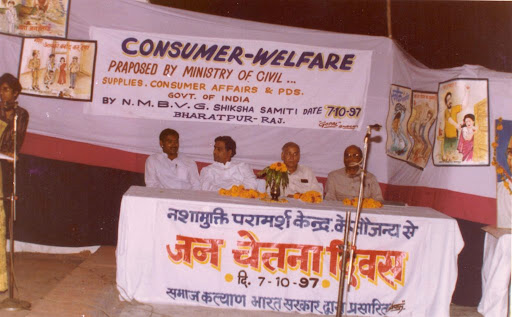 CONSUMER-WELFARE
PRAPOSED BY MINISTRY OF CIVIL ...
SUPPLIES. CONSUMER AFFAIRS & PDS.
GOVT. OF INDIA
BY N.M.B.V.G. SHIKSHA SAMITI DATE 7-10-97
BHARATPUR-RAJ.
नशामुक्ति परामर्श केन्द्र के सौजन्य से
जन चेतना दिवस
दि. 7-10-97
समाज कल्याण भारत सरकार द्वारा प्रसारित